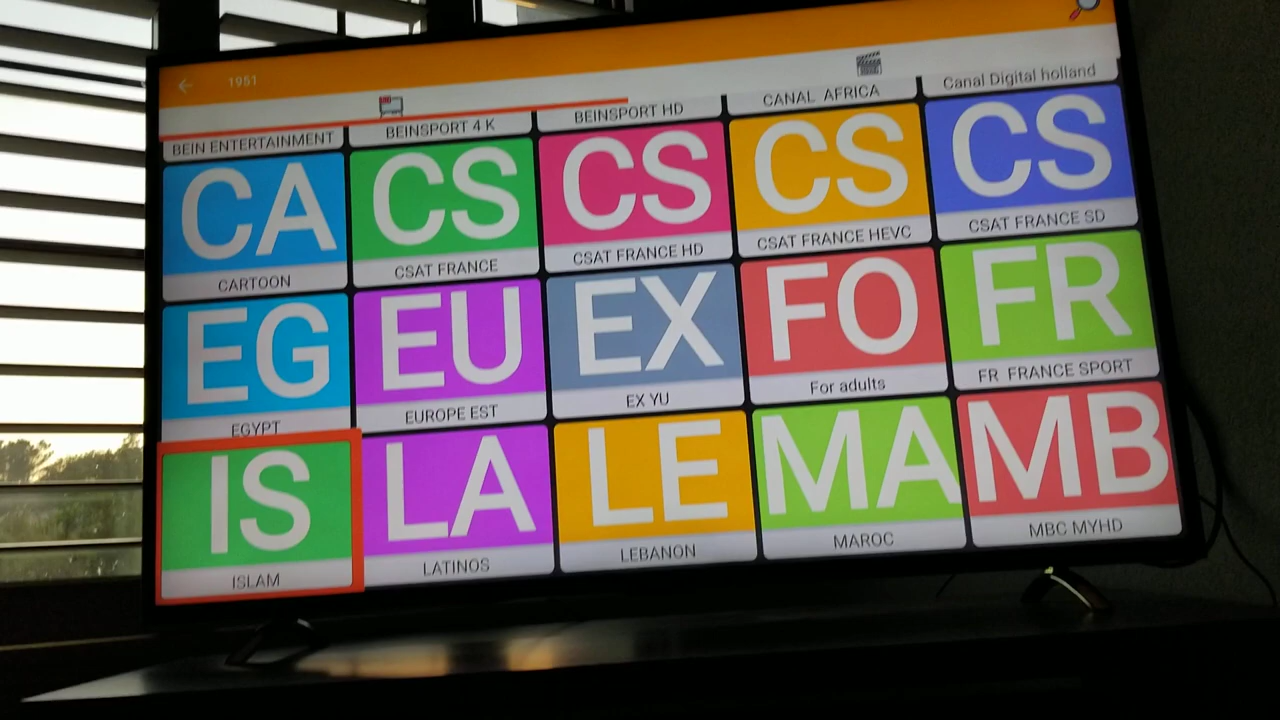 1951
BEIN ENTERTAINMENT
BEINSPORT 4 K
BEINSPORT HD
CANAL AFRICA
Canal Digital holland
CA
CS
CS
CS
CS
CARTOON
CSAT FRANCE
CSAT FRANCE HD
CSAT FRANCE HEVC
CSAT FRANCE SD
EG
EU
EX
FO
FR
EGYPT
EUROPE EST
EX YU
For adults
FR FRANCE SPORT
IS
LA
LE
MA
MB
ISLAM
LATINOS
LEBANON
MAROC
MBC MYHD